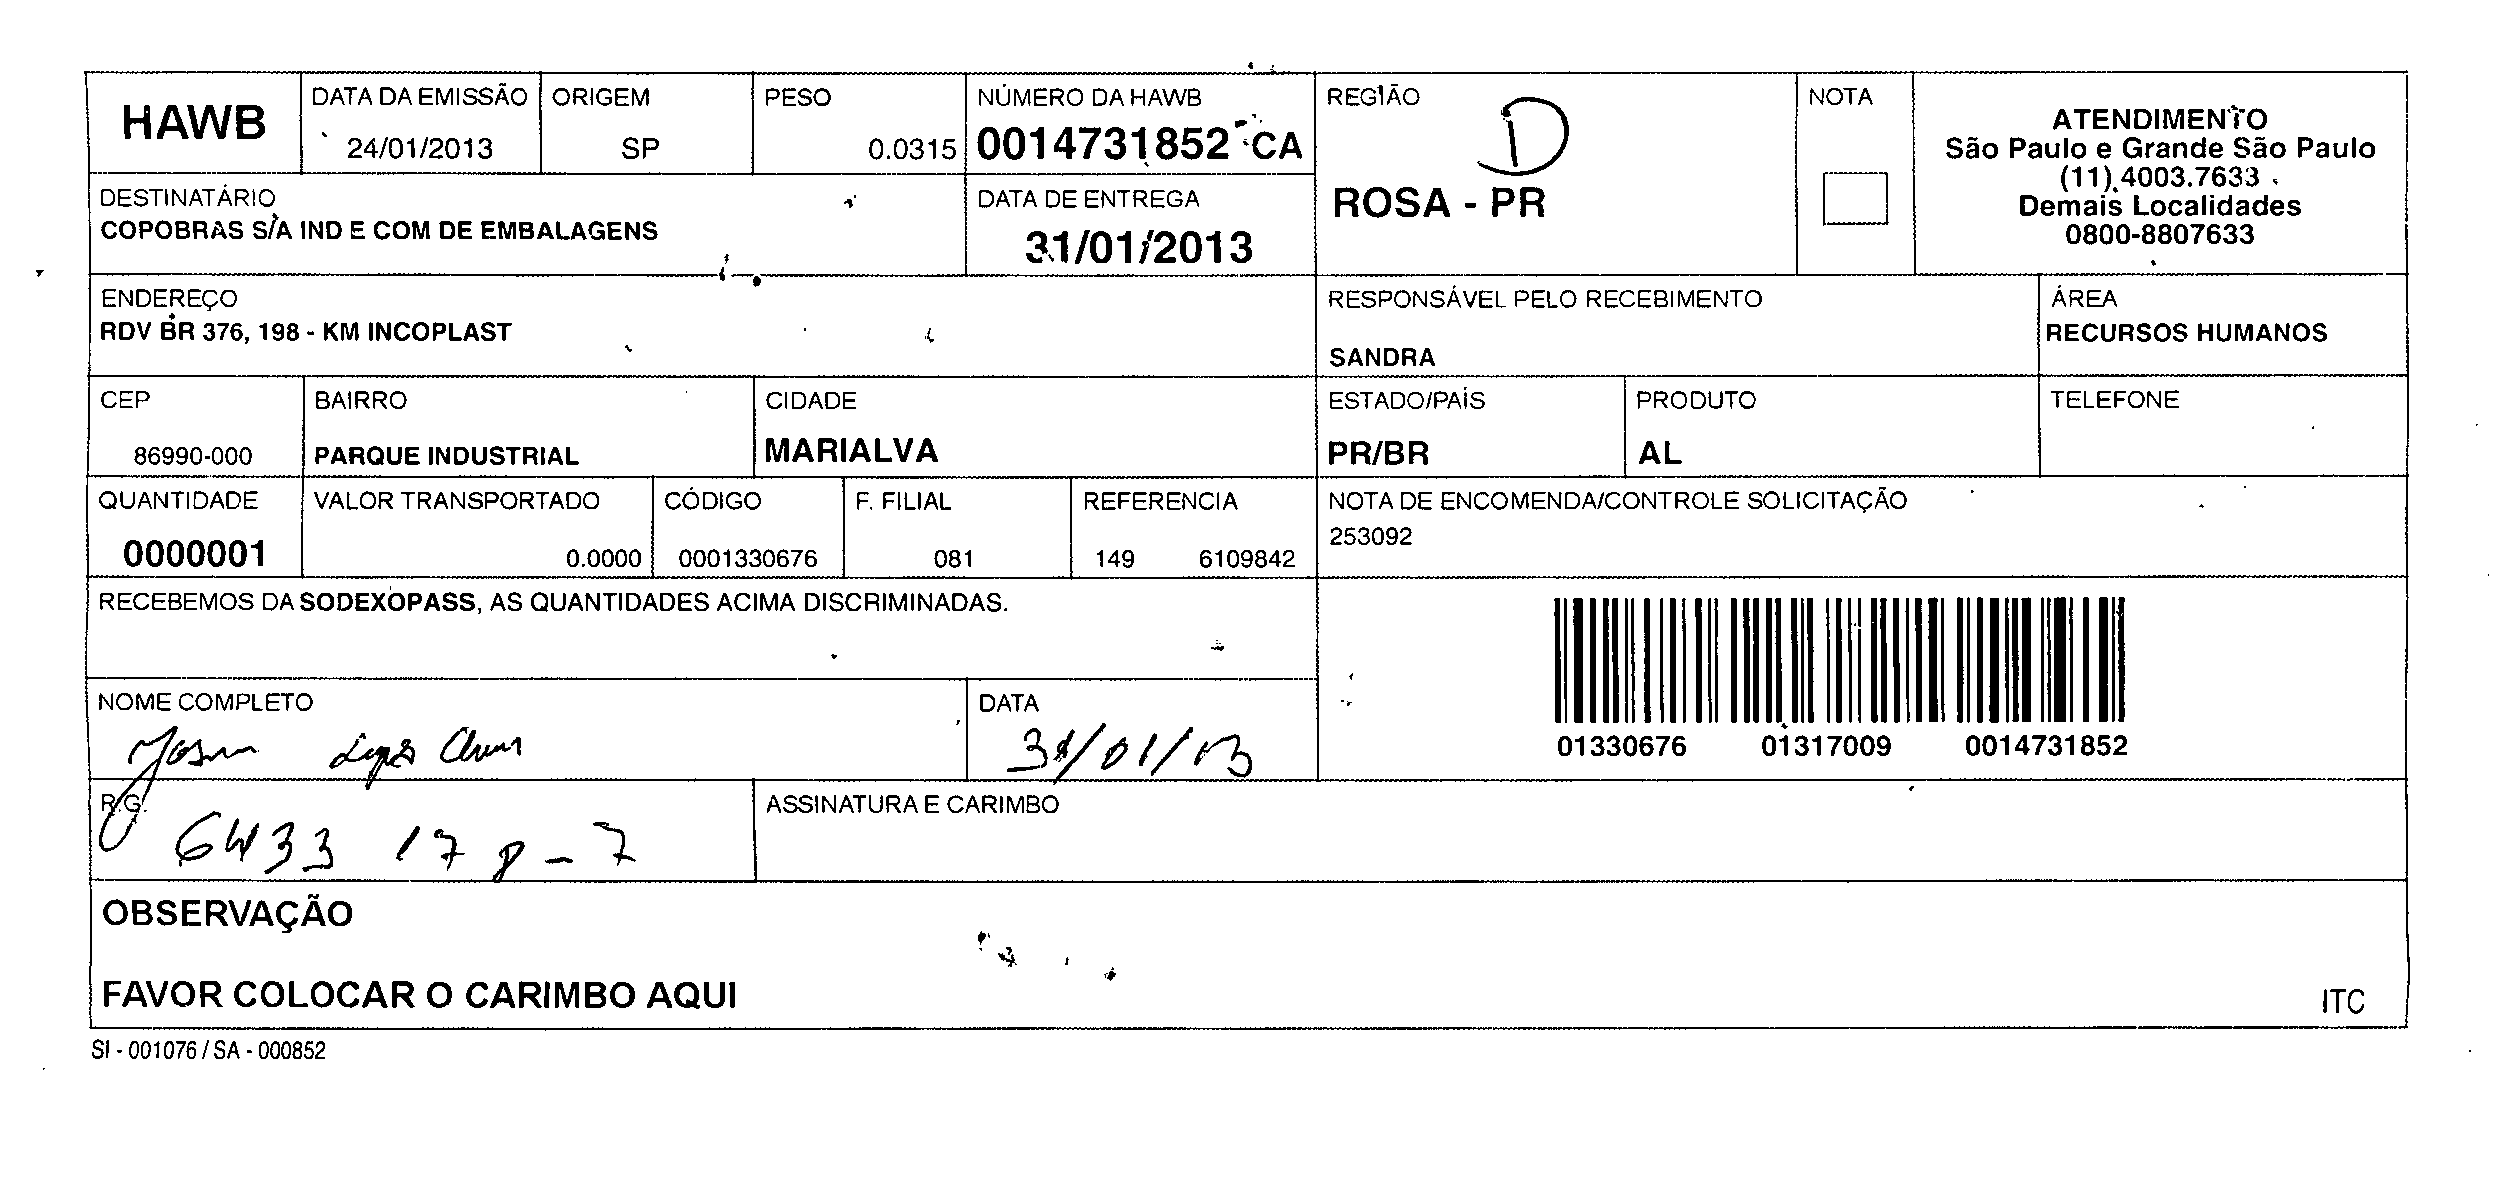 HAWB
DATA DA EMISSÃO
24/01/2013
ORIGEM
SP
PESO
0.0315
NÚMERO DA HAWB
0014731852 CA
REGIÃO
D
ROSA - PR
NOTA
ATENDIMENTO
São Paulo e Grande São Paulo
(11).4003.7633
Demais Localidades
0800-8807633
DESTINATÁRIO
COPOBRAS S/A IND E COM DE EMBALAGENS
DATA DE ENTREGA
31/01/2013
ENDEREÇO
RDV BR 376, 198 - KM INCOPLAST
RESPONSÁVEL PELO RECEBIMENTO
SANDRA
ÁREA
RECURSOS HUMANOS
CEP
86990-000
BAIRRO
PARQUE INDUSTRIAL
CIDADE
MARIALVA
ESTADO/PAÍS
PR/BR
PRODUTO
AL
TELEFONE
QUANTIDADE
0000001
VALOR TRANSPORTADO
0.0000
CÓDIGO
0001330676
F. FILIAL
081
REFERENCIA
149 6109842
NOTA DE ENCOMENDA/CONTROLE SOLICITAÇÃO
253092
RECEBEMOS DA SODEXOPASS, AS QUANTIDADES ACIMA DISCRIMINADAS.
01330676 01317009 0014731852
NOME COMPLETO
DATA
31/01/13
R.G.
6433 17 8-7
ASSINATURA E CARIMBO
OBSERVAÇÃO
FAVOR COLOCAR O CARIMBO AQUI
ITC
SI - 001076 / SA - 000852